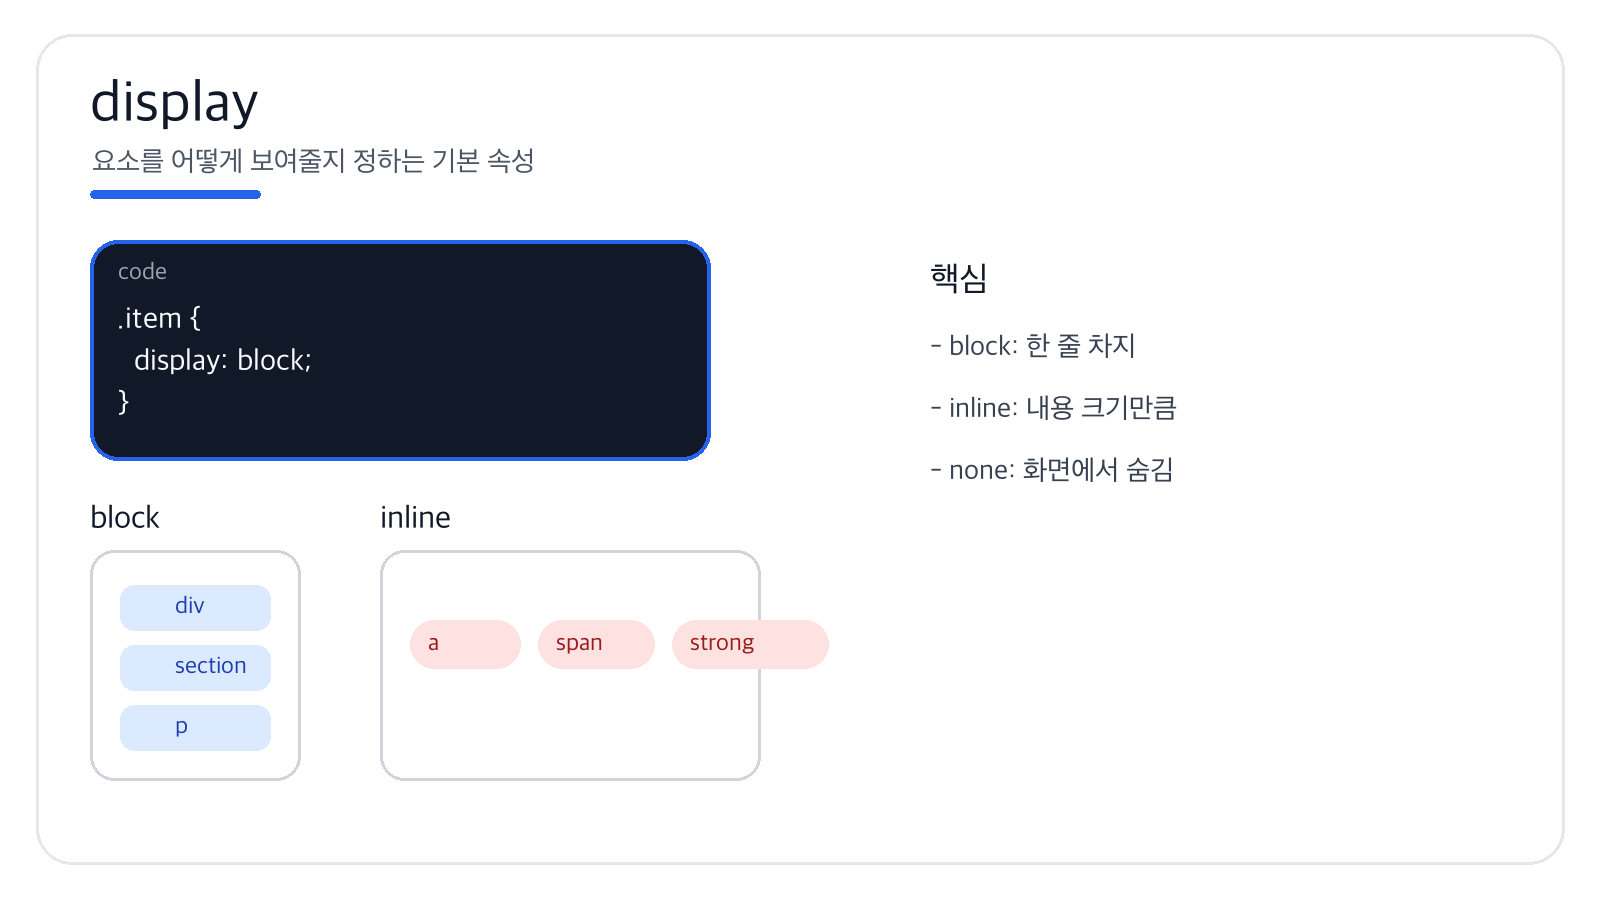 display
요소를 어떻게 보여줄지 정하는 기본 속성
code
.item {
  display: block;
}
핵심
- block: 한 줄 차지
- inline: 내용 크기만큼
- none: 화면에서 숨김
block
div
section
p
inline
a span strong